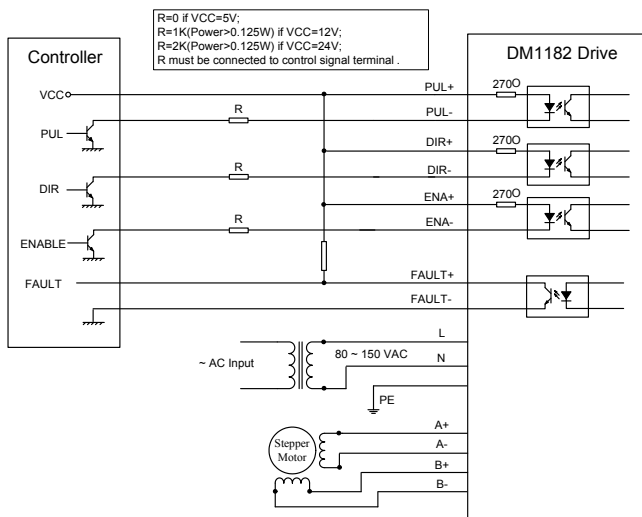 R=0 if VCC=5V;
R=1K(Power>0.125W) if VCC=12V;
R=2K(Power>0.125W) if VCC=24V;
R must be connected to control signal terminal .
Controller
DM1182 Drive
VCC
PUL+
270O
R
PUL-
PUL
DIR+
270O
R
DIR-
DIR
ENA+
270O
R
ENA-
ENABLE
FAULT
FAULT+
FAULT-
L
~ AC Input
80 ~ 150 VAC
N
PE
A+
Stepper
Motor
A-
B+
B-